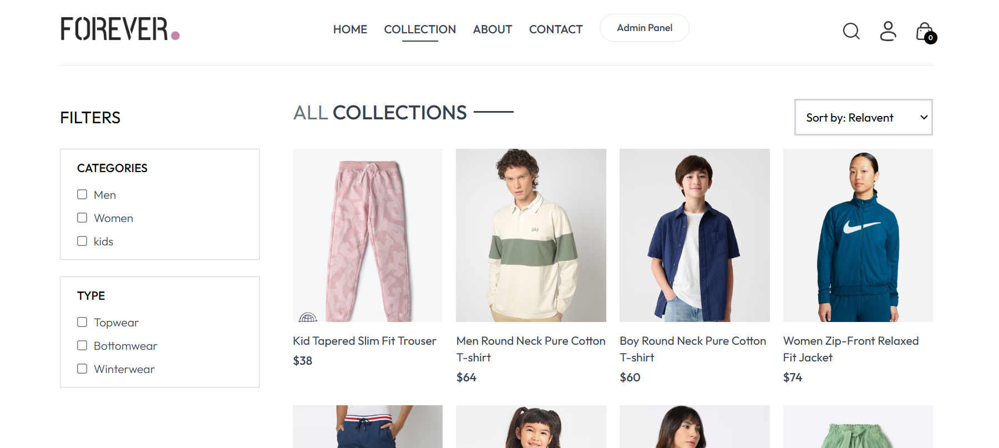 FOREVER.
HOME COLLECTION ABOUT CONTACT Admin Panel
0
FILTERS
CATEGORIES
Men
Women
kids
TYPE
Topwear
Bottomwear
Winterwear
ALL COLLECTIONS
Sort by: Relavent
GAP
Kid Tapered Slim Fit Trouser
$38
Men Round Neck Pure Cotton
T-shirt
$64
Boy Round Neck Pure Cotton
T-shirt
$60
Women Zip-Front Relaxed
Fit Jacket
$74